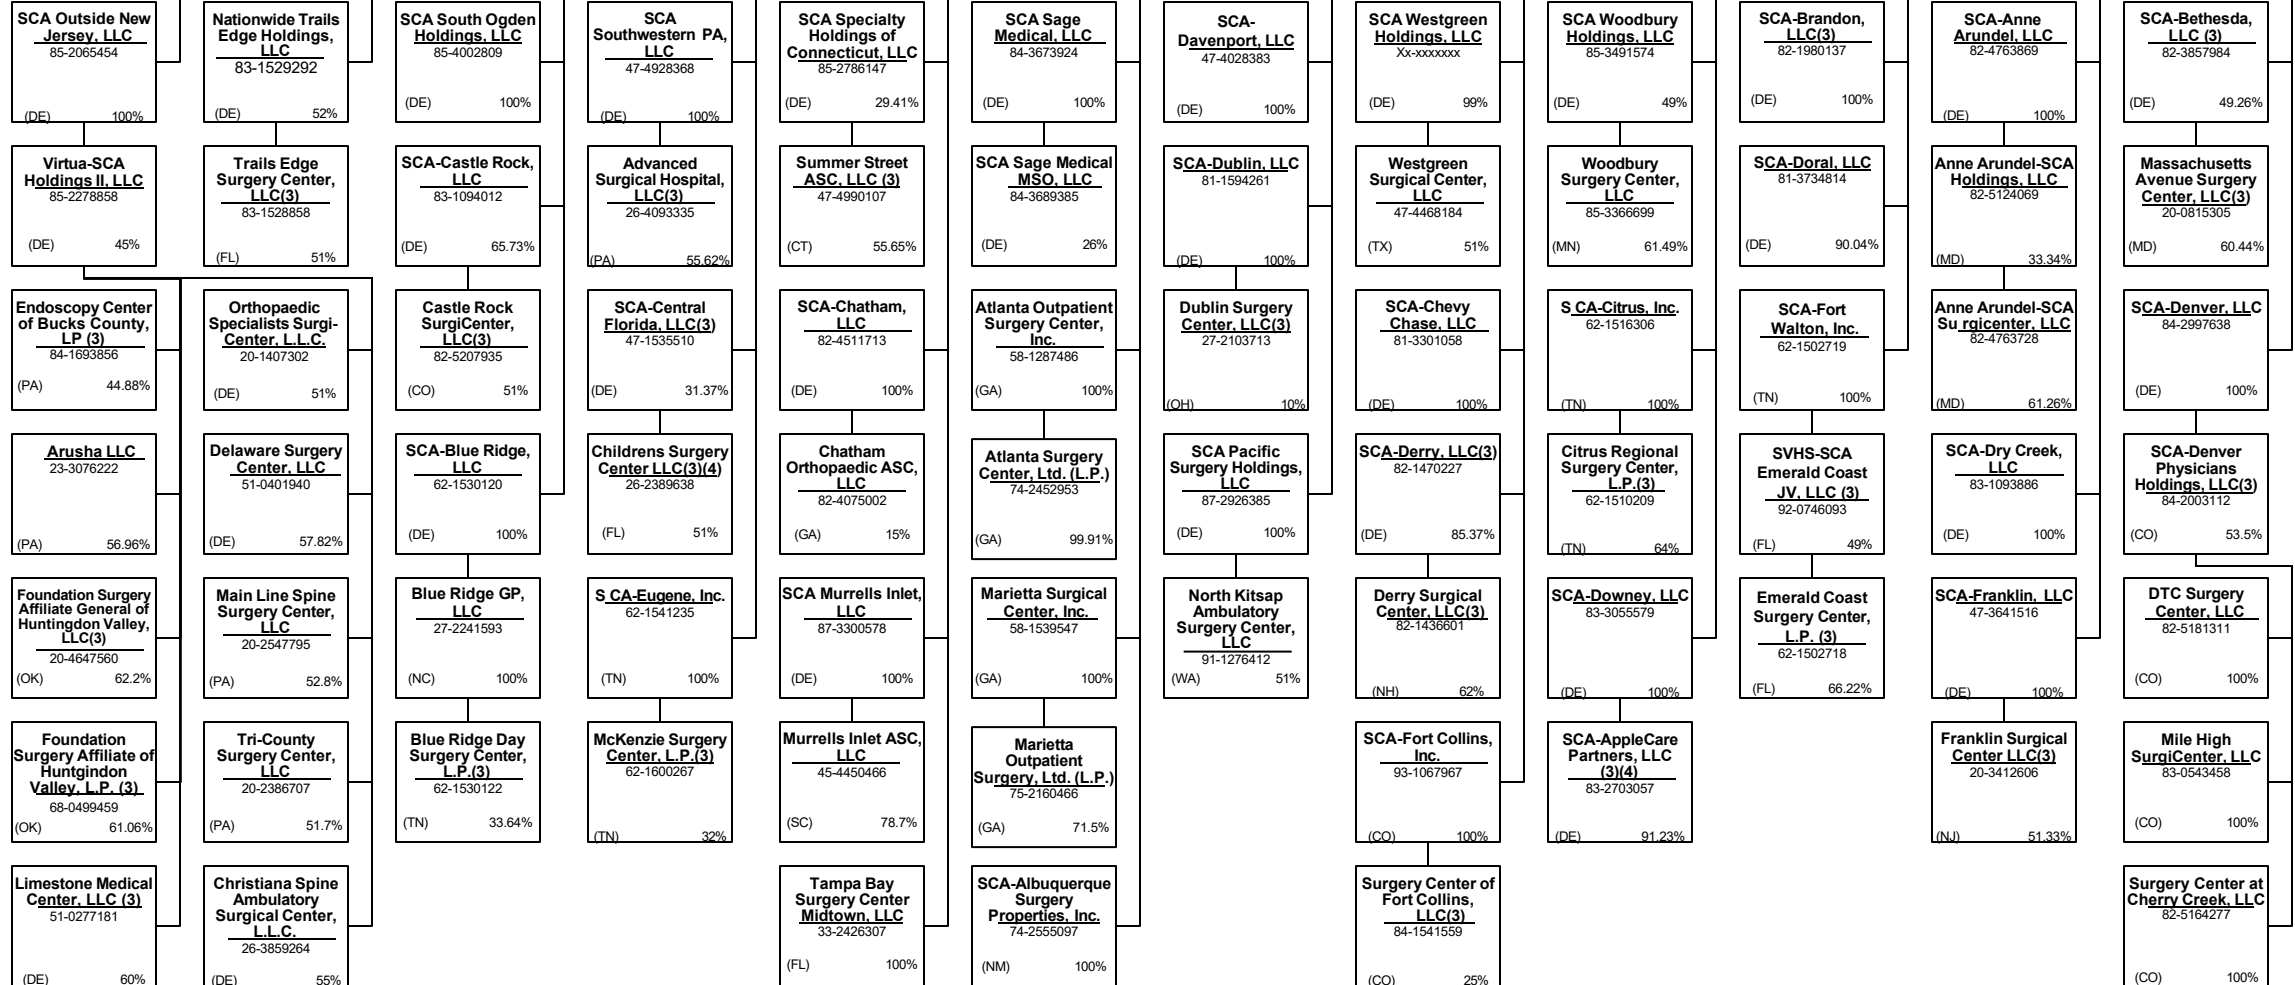 SCA Outside New
Jersey, LLC
85-2065454
(DE) 100%
Nationwide Trails
Edge Holdings,
LLC
83-1529292
(DE) 52%
SCA South Ogden
Holdings, LLC
85-4002809
(DE) 100%
SCA
Southwestern PA,
LLC
47-4928368
(DE) 100%
SCA Specialty
Holdings of
Connecticut, LLC
85-2786147
(DE) 29.41%
SCA Sage
Medical, LLC
84-3673924
(DE) 100%
SCA-
Davenport, LLC
47-4028383
(DE) 100%
SCA Westgreen
Holdings, LLC
Xx-xxxxxxx
(DE) 99%
SCA Woodbury
Holdings, LLC
85-3491574
(DE) 49%
SCA-Brandon,
LLC(3)
82-1980137
(DE) 100%
SCA-Anne
Arundel, LLC
82-4763869
(DE) 100%
SCA-Bethesda,
LLC (3)
82-3857984
(DE) 49.26%
Virtua-SCA
Holdings II, LLC
85-2278858
(DE) 45%
Trails Edge
Surgery Center,
LLC(3)
83-1528858
(FL) 51%
SCA-Castle Rock,
LLC
83-1094012
(DE) 65.73%
Advanced
Surgical Hospital,
LLC(3)
26-4093335
(PA) 55.62%
Summer Street
ASC, LLC (3)
47-4990107
(CT) 55.65%
SCA Sage Medical
MSO, LLC
84-3689385
(DE) 26%
SCA-Dublin, LLC
81-1594261
(DE) 100%
Westgreen
Surgical Center,
LLC
47-4468184
(TX) 51%
Woodbury
Surgery Center,
LLC
85-3366699
(MN) 61.49%
SCA-Doral, LLC
81-3734814
(DE) 90.04%
Anne Arundel-SCA
Holdings, LLC
82-5124069
(MD) 33.34%
Massachusetts
Avenue Surgery
Center, LLC(3)
20-0815305
(MD) 60.44%
Endoscopy Center
of Bucks County,
LP (3)
84-1693856
(PA) 44.88%
Orthopaedic
Specialists Surgi-
Center, L.L.C.
20-1407302
(DE) 51%
Castle Rock
SurgiCenter,
LLC(3)
82-5207935
(CO) 51%
SCA-Central
Florida, LLC(3)
47-1535510
(DE) 31.37%
SCA-Chatham,
LLC
82-4511713
(DE) 100%
Atlanta Outpatient
Surgery Center,
Inc.
58-1287486
(GA) 100%
Dublin Surgery
Center, LLC(3)
27-2103713
(OH) 10%
SCA-Chevy
Chase, LLC
81-3301058
(DE) 100%
S CA-Citrus, Inc.
62-1516306
(TN) 100%
SCA-Fort
Walton, Inc.
62-1502719
(TN) 100%
Anne Arundel-SCA
Su rgicenter, LLC
82-4763728
(MD) 61.26%
SCA-Denver, LLC
84-2997638
(DE) 100%
Arusha LLC
23-3076222
(PA) 56.96%
Delaware Surgery
Center, LLC
51-0401940
(DE) 57.82%
SCA-Blue Ridge,
LLC
62-1530120
(DE) 100%
Childrens Surgery
Center LLC(3)(4)
26-2389638
(FL) 51%
Chatham
Orthopaedic ASC,
LLC
82-4075002
(GA) 15%
Atlanta Surgery
Center, Ltd. (L.P.)
74-2452953
(GA) 99.91%
SCA Pacific
Surgery Holdings,
LLC
87-2926385
(DE) 100%
SCA-Derry, LLC(3)
82-1470227
(DE) 85.37%
Citrus Regional
Surgery Center,
L.P.(3)
62-1510209
(TN) 64%
SVHS-SCA
Emerald Coast
JV, LLC (3)
92-0746093
(FL) 49%
SCA-Dry Creek,
LLC
83-1093886
(DE) 100%
SCA-Denver
Physicians
Holdings, LLC(3)
84-2003112
(CO) 53.5%
Foundation Surgery
Affiliate General of
Huntingdon Valley,
LLC(3)
20-4647560
(OK) 62.2%
Main Line Spine
Surgery Center,
LLC
20-2547795
(PA) 52.8%
Blue Ridge GP,
LLC
27-2241593
(NC) 100%
S CA-Eugene, Inc.
62-1541235
(TN) 100%
SCA Murrells Inlet,
LLC
87-3300578
(DE) 100%
Marietta Surgical
Center, Inc.
58-1539547
(GA) 100%
North Kitsap
Ambulatory
Surgery Center,
LLC
91-1276412
(WA) 51%
Derry Surgical
Center, LLC(3)
82-1436601
(NH) 62%
SCA-Downey, LLC
83-3055579
(DE) 100%
Emerald Coast
Surgery Center,
L.P. (3)
62-1502718
(FL) 66.22%
SCA-Franklin, LLC
47-3641516
(DE) 100%
DTC Surgery
Center, LLC
82-5181311
(CO) 100%
Foundation
Surgery Affiliate of
Huntgindon
Valley, L.P. (3)
68-0499459
(OK) 61.06%
Tri-County
Surgery Center,
LLC
20-2386707
(PA) 51.7%
Blue Ridge Day
Surgery Center,
L.P.(3)
62-1530122
(TN) 33.64%
McKenzie Surgery
Center, L.P.(3)
62-1600267
(TN) 32%
Murrells Inlet ASC,
LLC
45-4450466
(SC) 78.7%
Marietta
Outpatient
Surgery, Ltd. (L.P.)
75-2160466
(GA) 71.5%
SCA-Fort Collins,
Inc.
93-1067967
(CO) 100%
SCA-AppleCare
Partners, LLC
(3)(4)
83-2703057
(DE) 91.23%
Franklin Surgical
Center LLC(3)
20-3412606
(NJ) 51.33%
Mile High
SurgiCenter, LLC
83-0543458
(CO) 100%
Limestone Medical
Center, LLC (3)
51-0277181
(DE) 60%
Christiana Spine
Ambulatory
Surgical Center,
L.L.C.
26-3859264
(DE) 55%
Tampa Bay
Surgery Center
Midtown, LLC
33-2426307
(FL) 100%
SCA-Albuquerque
Surgery
Properties, Inc.
74-2555097
(NM) 100%
Surgery Center of
Fort Collins,
LLC(3)
84-1541559
(CO) 25%
Surgery Center at
Cherry Creek, LLC
82-5164277
(CO) 100%